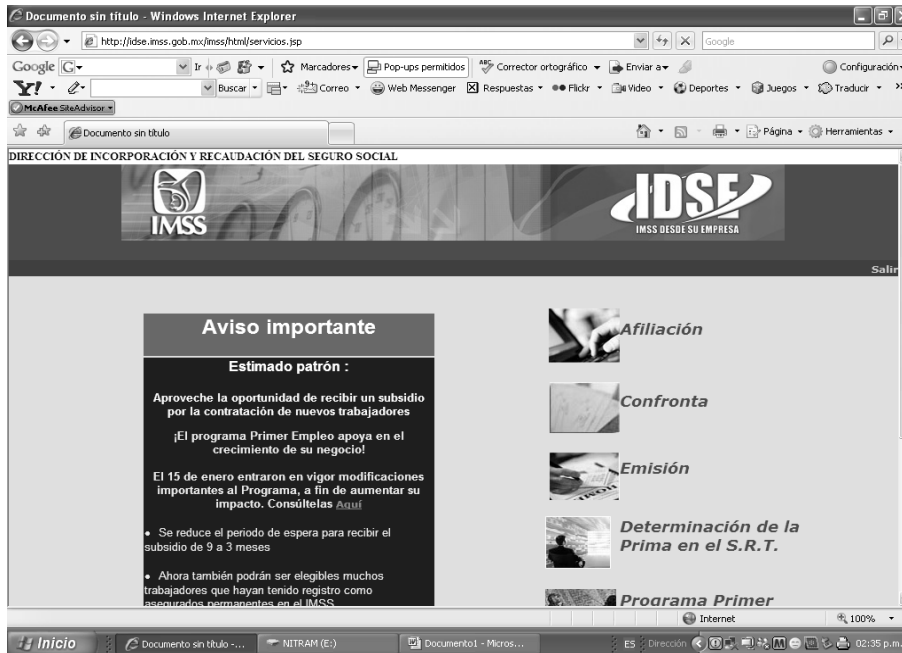 Documento sin título - Windows Internet Explorer
http://idse.imss.gob.mx/imss/html/servicios.jsp
Google
Google G Ir Marcadores Pop-ups permitidos ABC Corrector ortográfico Enviar a Configuración
Y! Buscar Correo Web Messenger Respuestas Flickr Video Deportes Juegos Traducir
McAfee SiteAdvisor
Documento sin título Página Herramientas
DIRECCIÓN DE INCORPORACIÓN Y RECAUDACIÓN DEL SEGURO SOCIAL
IMSS
IDSE
IMSS DESDE SU EMPRESA
Salir
Aviso importante
Estimado patrón :
Aproveche la oportunidad de recibir un subsidio
por la contratación de nuevos trabajadores
¡El programa Primer Empleo apoya en el
crecimiento de su negocio!
El 15 de enero entraron en vigor modificaciones
importantes al Programa, a fin de aumentar su
impacto. Consúltelas Aquí
• Se reduce el periodo de espera para recibir el
subsidio de 9 a 3 meses
• Ahora también podrán ser elegibles muchos
trabajadores que hayan tenido registro como
asegurados permanentes en el IMSS
Afiliación
Confronta
Emisión
Determinación de la
Prima en el S.R.T.
Programa Primer
Internet 100%
Inicio Documento sin título -... NITRAM (E:) Documento1 - Micros... ES Dirección 02:35 p.m.